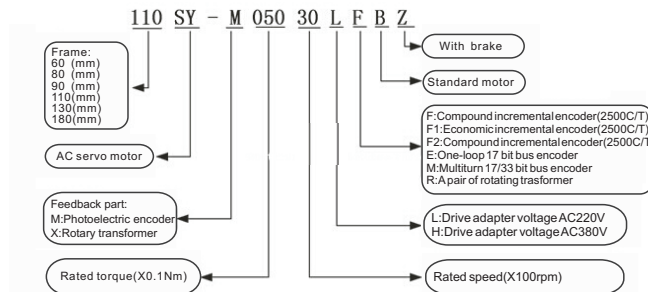 110 SY - M 050 30 L F B Z
Frame:
60 (mm)
80 (mm)
90 (mm)
110(mm)
130(mm)
180(mm)
With brake
Standard motor
F:Compound incremental encoder(2500C/T)
F1:Economic incremental encoder(2500C/T)
F2:Compound incremental encoder(2500C/T
E:One-loop 17 bit bus encoder
M:Multiturn 17/33 bit bus encoder
R:A pair of rotating trasformer
AC servo motor
Feedback part:
M:Photoelectric encoder
X:Rotary transformer
L:Drive adapter voltage AC220V
H:Drive adapter voltage AC380V
Rated torque(X0.1Nm)
Rated speed(X100rpm)